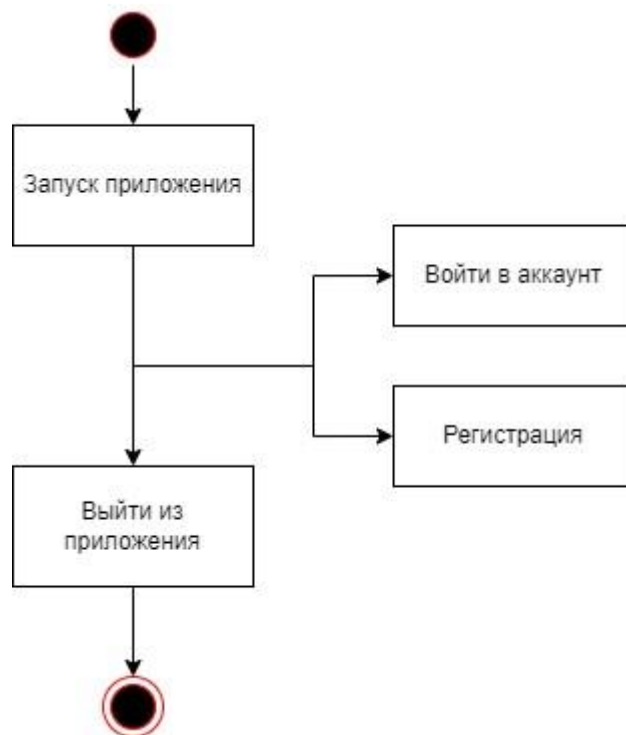 Запуск приложения
Войти в аккаунт
Регистрация
Выйти из
приложения